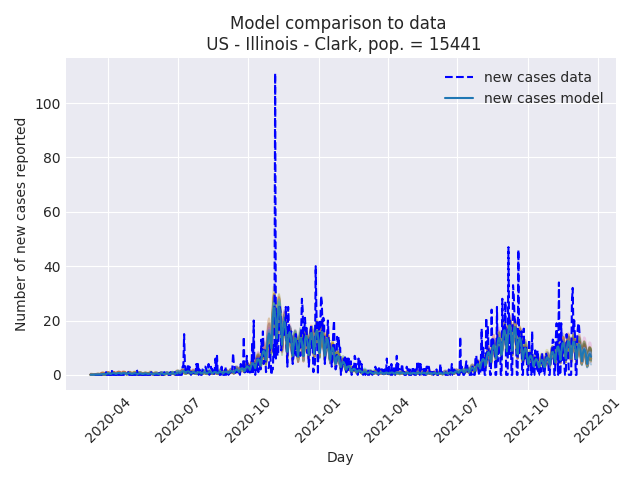 Model comparison to data
US - Illinois - Clark, pop. = 15441
new cases data
new cases model
Number of new cases reported
100
80
60
40
20
0
2020-04
2020-07
2020-10
2021-01
2021-04
2021-07
2021-10
2022-01
Day